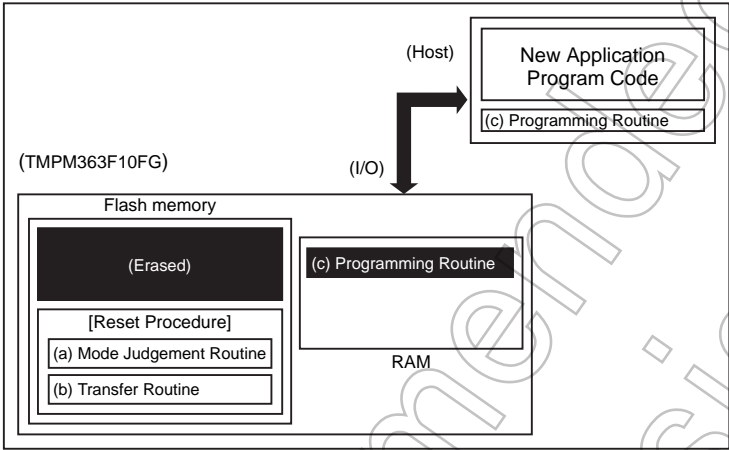 (Host)
New Application
Program Code
(c) Programming Routine
(TMPM363F10FG)
(I/O)
Flash memory
(Erased)
(c) Programming Routine
[Reset Procedure]
(a) Mode Judgement Routine
(b) Transfer Routine
RAM